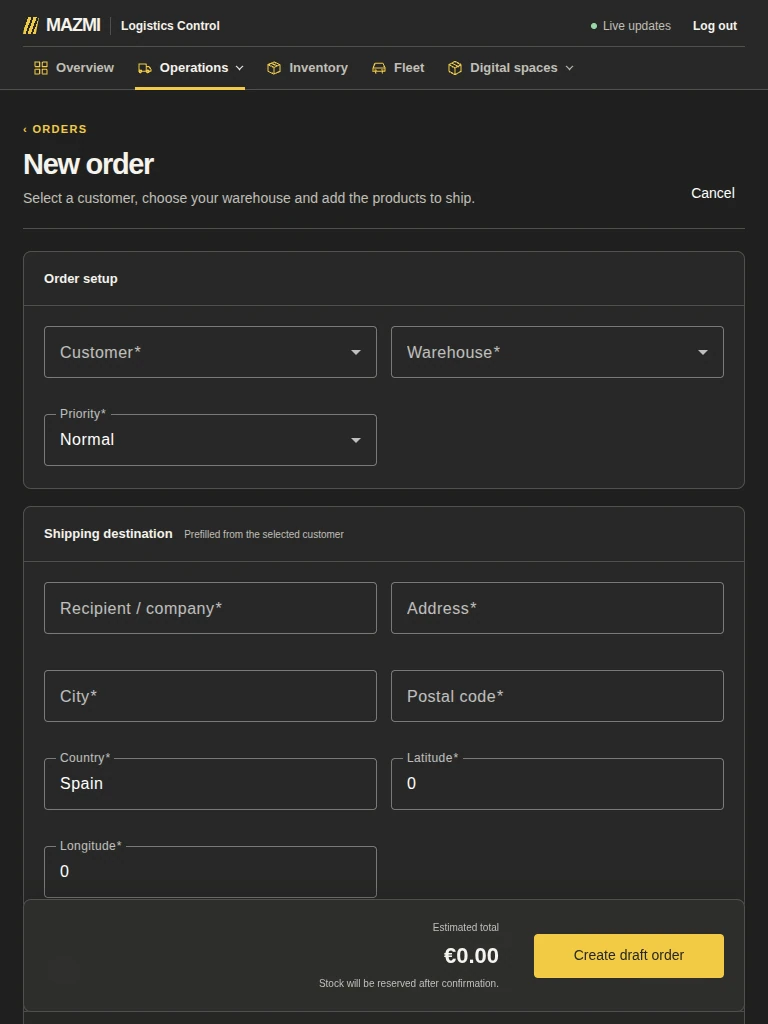 MAZMI Logistics Control Live updates Log out
Overview Operations Inventory Fleet Digital spaces
‹ ORDERS
New order
Select a customer, choose your warehouse and add the products to ship.
Cancel
Order setup
Customer* Warehouse*
Priority*
Normal
Shipping destination Prefilled from the selected customer
Recipient / company* Address*
City* Postal code*
Country* Latitude*
Spain 0
Longitude*
0
Estimated total
€0.00
Stock will be reserved after confirmation.
Create draft order